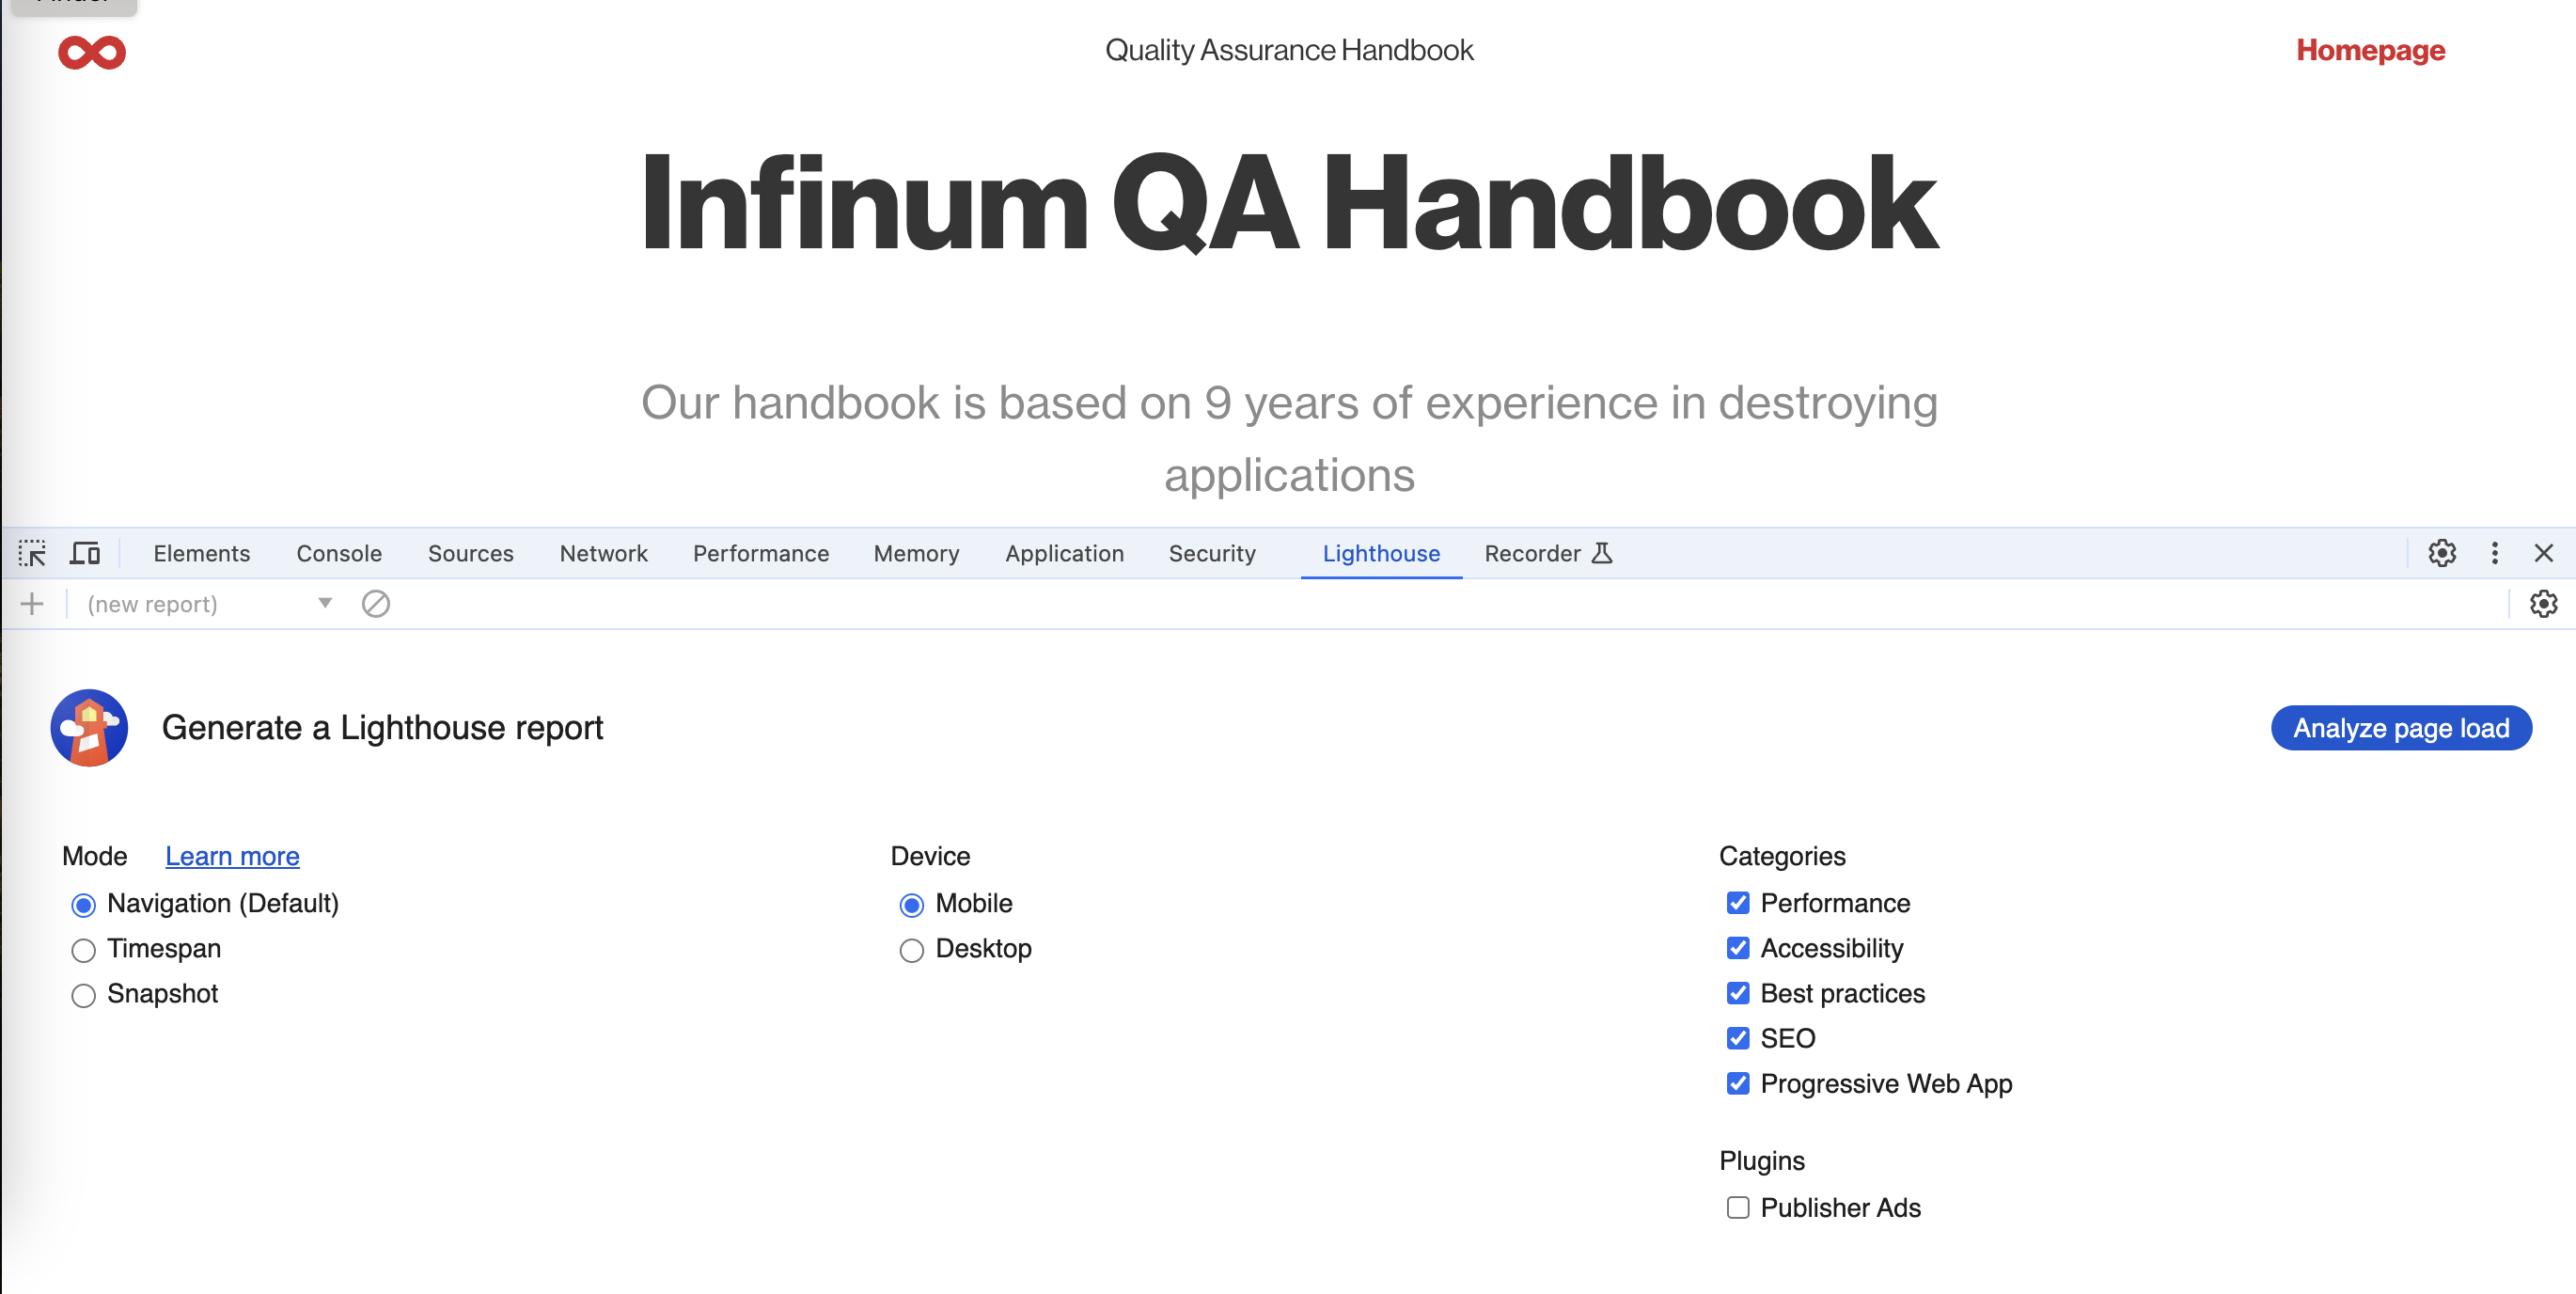 Quality Assurance Handbook
Homepage
Infinum QA Handbook
Our handbook is based on 9 years of experience in destroying
applications
Elements Console Sources Network Performance Memory Application Security Lighthouse Recorder
(new report)
Generate a Lighthouse report
Analyze page load
Mode Learn more
Navigation (Default)
Timespan
Snapshot
Device
Mobile
Desktop
Categories
Performance
Accessibility
Best practices
SEO
Progressive Web App
Plugins
Publisher Ads